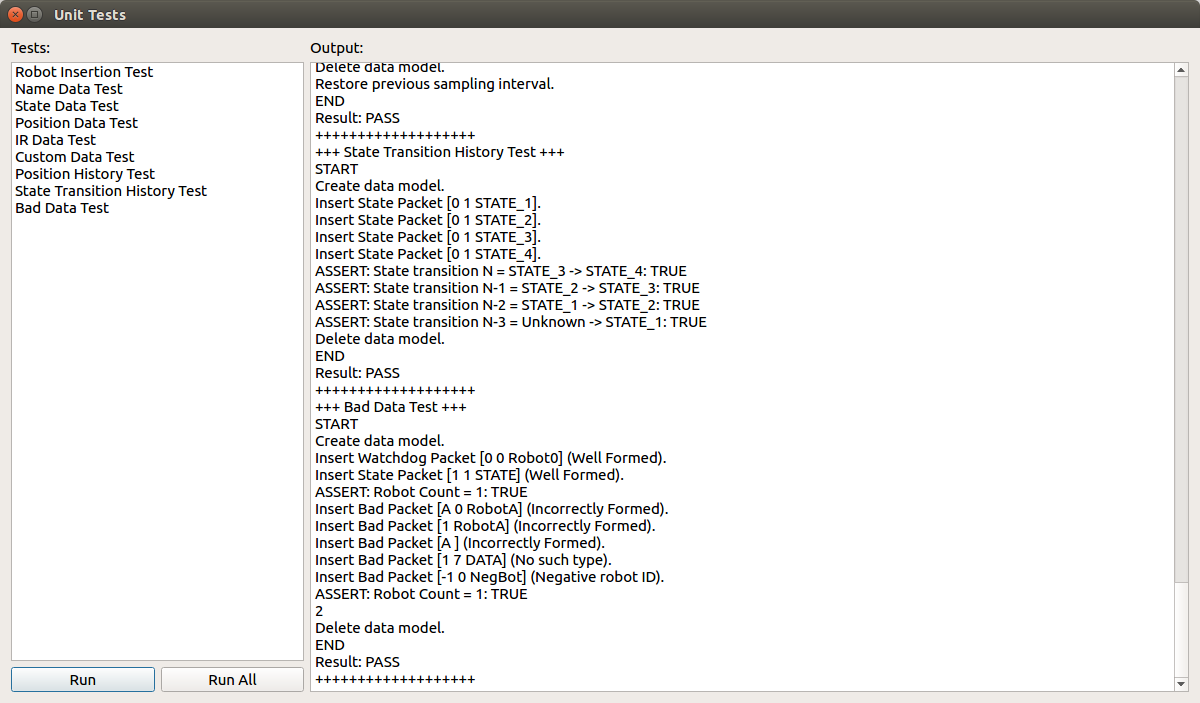 Unit Tests
Tests:
Robot Insertion Test
Name Data Test
State Data Test
Position Data Test
IR Data Test
Custom Data Test
Position History Test
State Transition History Test
Bad Data Test
Run
Run All
Output:
Delete data model.
Restore previous sampling interval.
END
Result: PASS
+++++++++++++++++++
+++ State Transition History Test +++
START
Create data model.
Insert State Packet [0 1 STATE_1].
Insert State Packet [0 1 STATE_2].
Insert State Packet [0 1 STATE_3].
Insert State Packet [0 1 STATE_4].
ASSERT: State transition N = STATE_3 -> STATE_4: TRUE
ASSERT: State transition N-1 = STATE_2 -> STATE_3: TRUE
ASSERT: State transition N-2 = STATE_1 -> STATE_2: TRUE
ASSERT: State transition N-3 = Unknown -> STATE_1: TRUE
Delete data model.
END
Result: PASS
+++++++++++++++++++
+++ Bad Data Test +++
START
Create data model.
Insert Watchdog Packet [0 0 Robot0] (Well Formed).
Insert State Packet [1 1 STATE] (Well Formed).
ASSERT: Robot Count = 1: TRUE
Insert Bad Packet [A 0 RobotA] (Incorrectly Formed).
Insert Bad Packet [1 RobotA] (Incorrectly Formed).
Insert Bad Packet [A ] (Incorrectly Formed).
Insert Bad Packet [1 7 DATA] (No such type).
Insert Bad Packet [-1 0 NegBot] (Negative robot ID).
ASSERT: Robot Count = 1: TRUE
2
Delete data model.
END
Result: PASS
+++++++++++++++++++